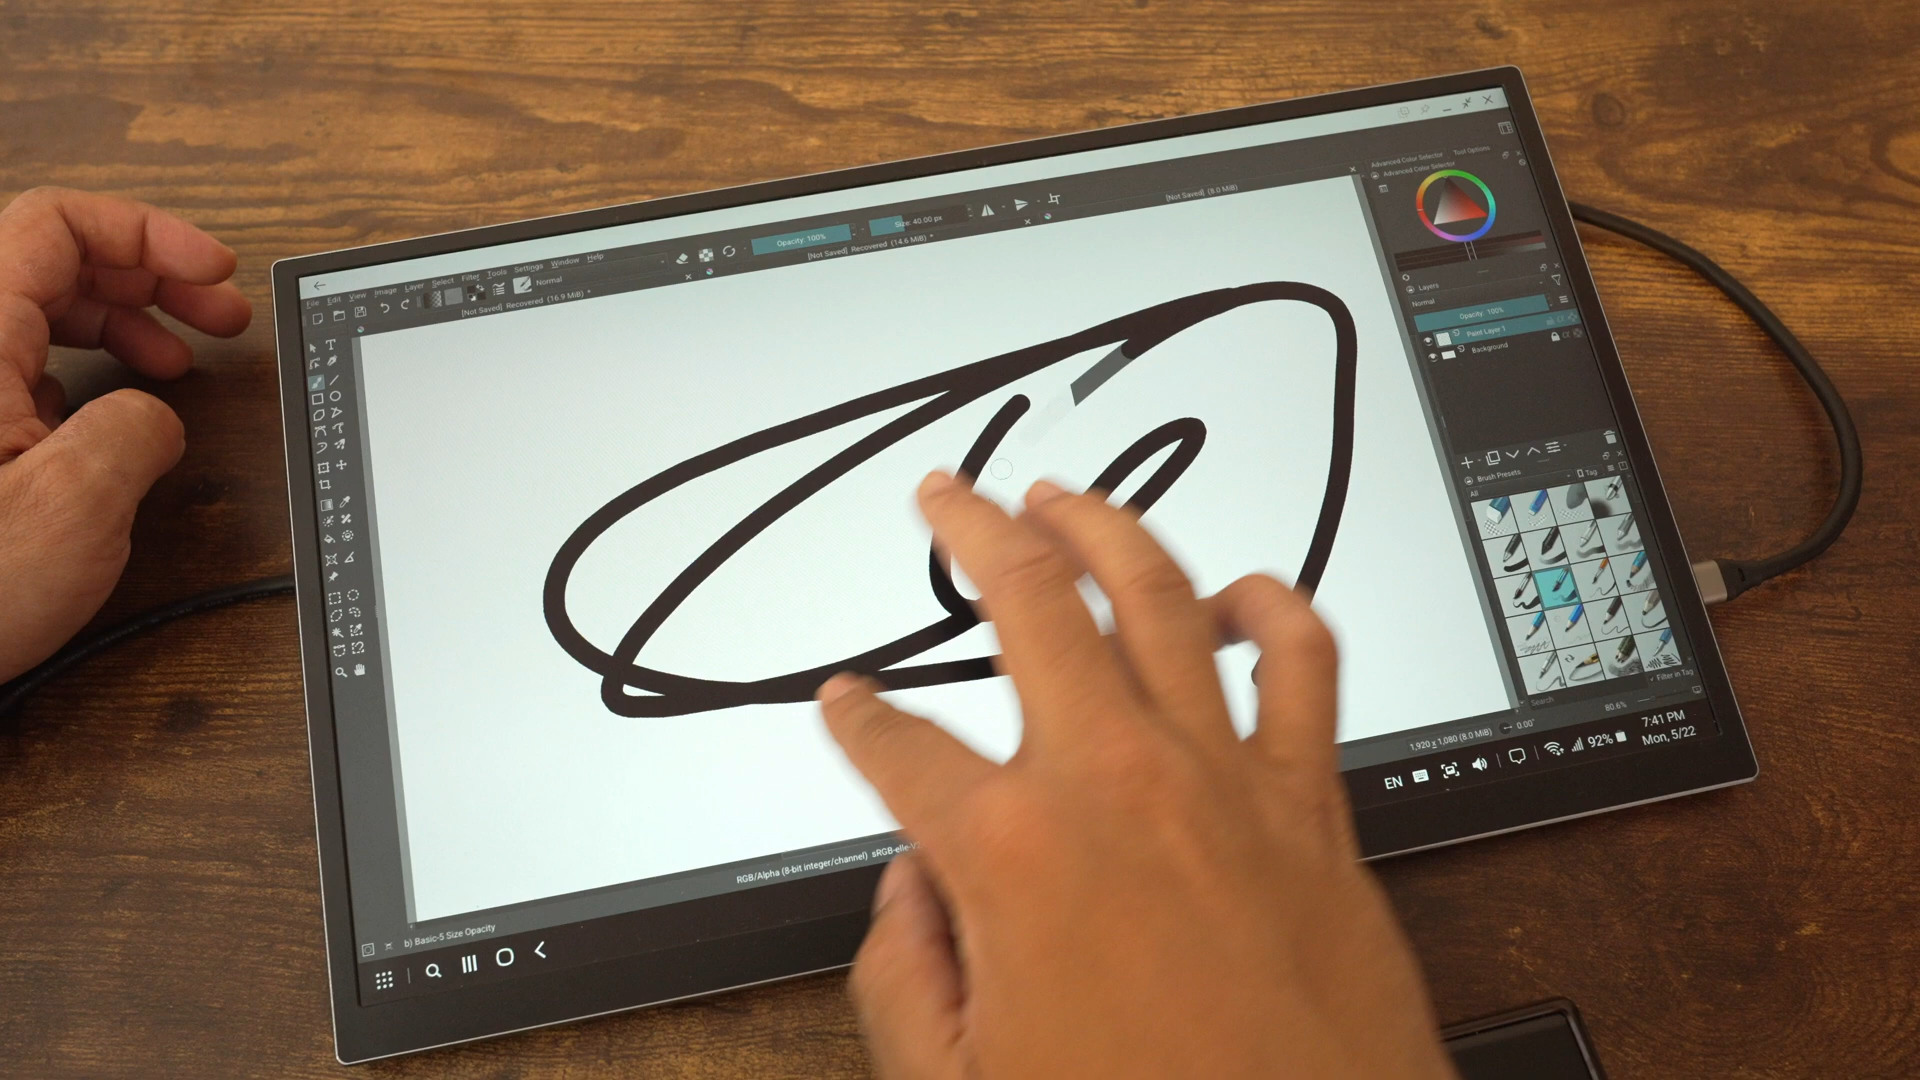 File Edit View Image Layer Select Filter Tools Settings Window Help
Normal
Opacity: 100%
Size: 40.00 px
[Not Saved] Recovered (16.9 MiB) *
[Not Saved] Recovered (14.6 MiB) *
[Not Saved] (8.0 MiB)
Advanced Color Selector Tool Options
Advanced Color Selector
Layers
Normal
Opacity: 100%
Paint Layer 1
Background
Brush Presets
Tag
All
Search
Filter in Tag
RGB/Alpha (8-bit integer/channel) sRGB-elle-V2
1,920 x 1,080 (8.0 MiB)
0.00°
80.6%
b) Basic-5 Size Opacity
EN
92%
7:41 PM
Mon, 5/22